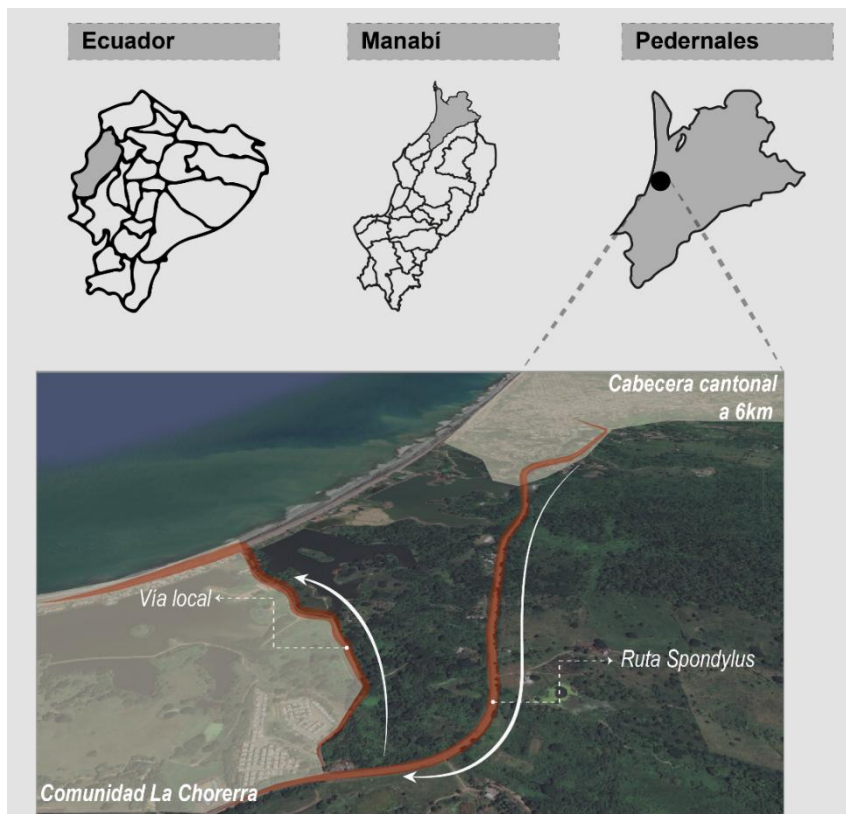 Ecuador
Manabí
Pedernales
Cabecera cantonal
a 6km
Vía local
Ruta Spondylus
Comunidad La Chorerra